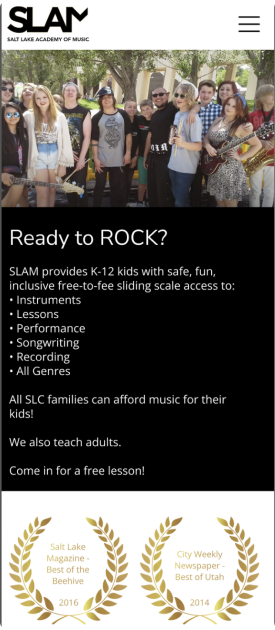 SLAM
SALT LAKE ACADEMY OF MUSIC
Ready to ROCK?
SLAM provides K-12 kids with safe, fun,
inclusive free-to-fee sliding scale access to:
• Instruments
• Lessons
• Performance
• Songwriting
• Recording
• All Genres
All SLC families can afford music for their
kids!
We also teach adults.
Come in for a free lesson!
Salt Lake
Magazine -
Best of the
Beehive
2016
City Weekly
Newspaper -
Best of Utah
2014